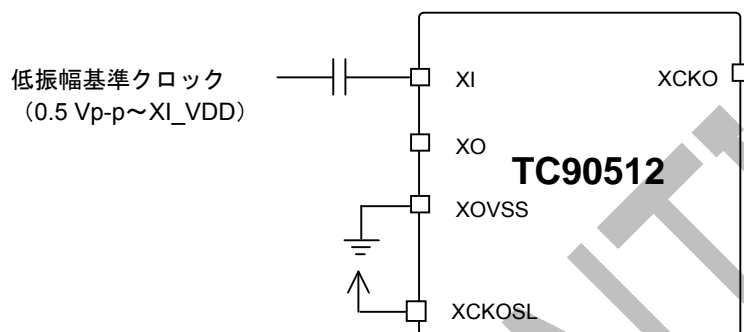 低振幅基準クロック
（0.5 Vp-p～XI_VDD）
XI
XCKO
XO
TC90512
XOVSS
XCKOSL